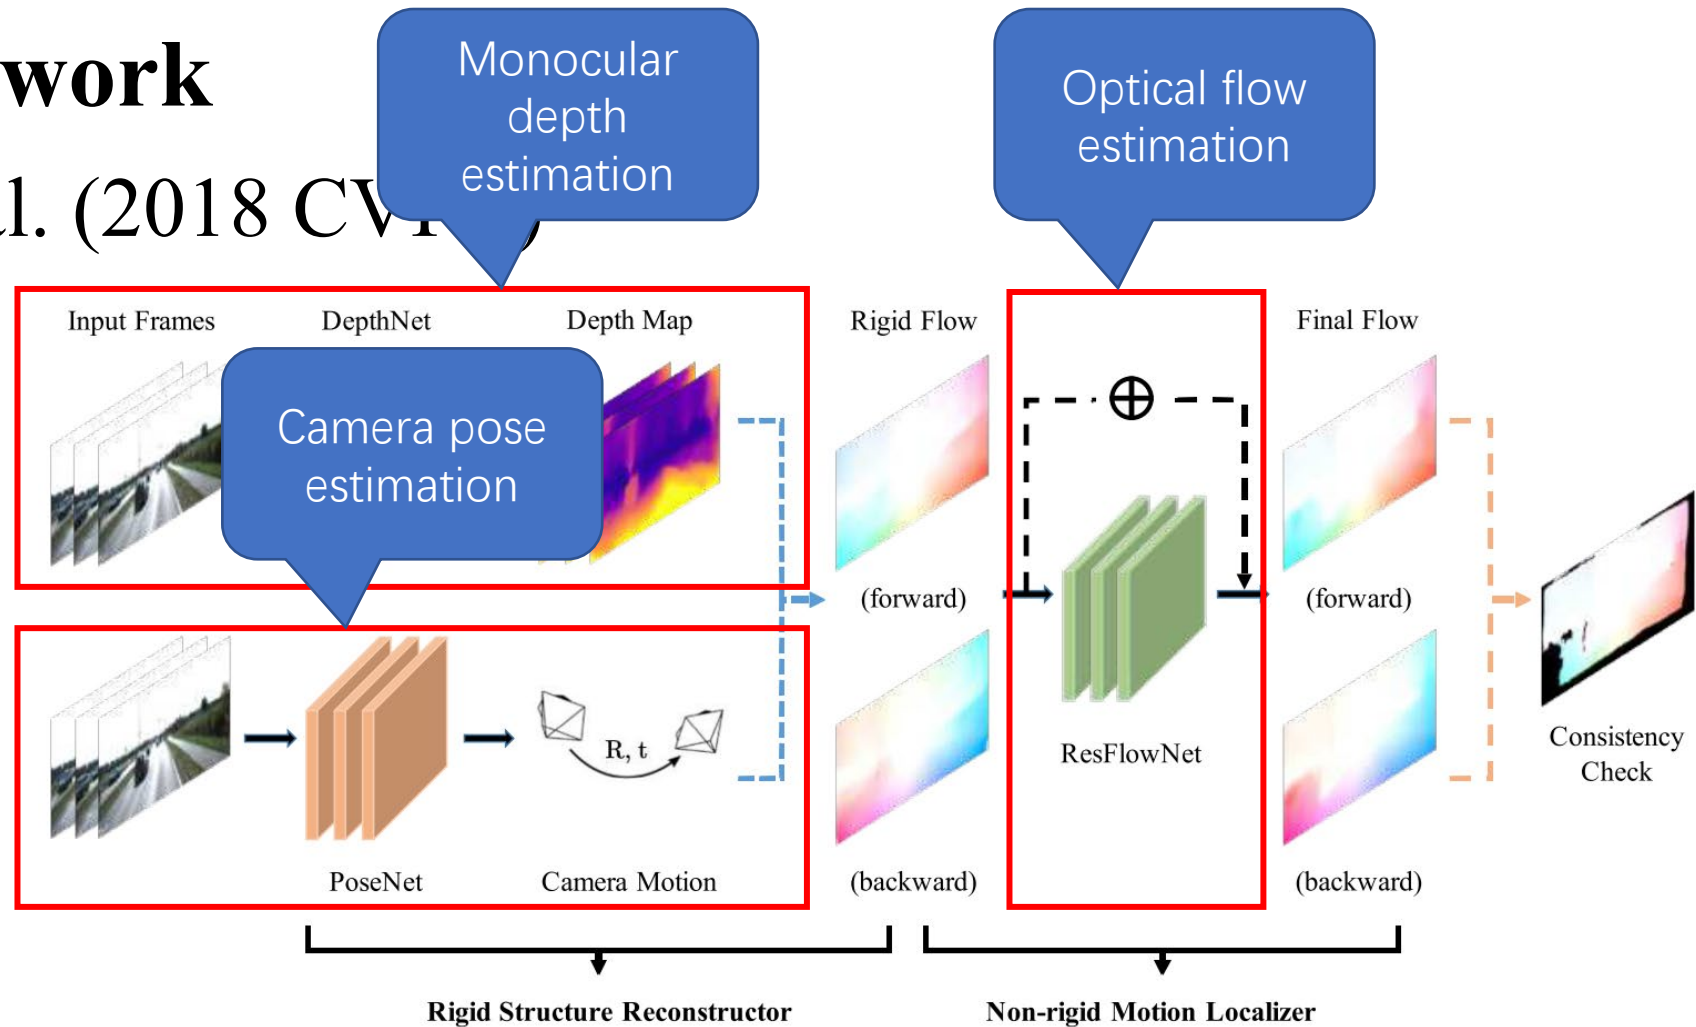 work
al. (2018 CV
Monocular
depth
estimation
Optical flow
estimation
Input Frames
DepthNet
Depth Map
Rigid Flow
Final Flow
Camera pose
estimation
(forward)
(forward)
R, t
ResFlowNet
Consistency
Check
PoseNet
Camera Motion
(backward)
(backward)
Rigid Structure Reconstructor
Non-rigid Motion Localizer